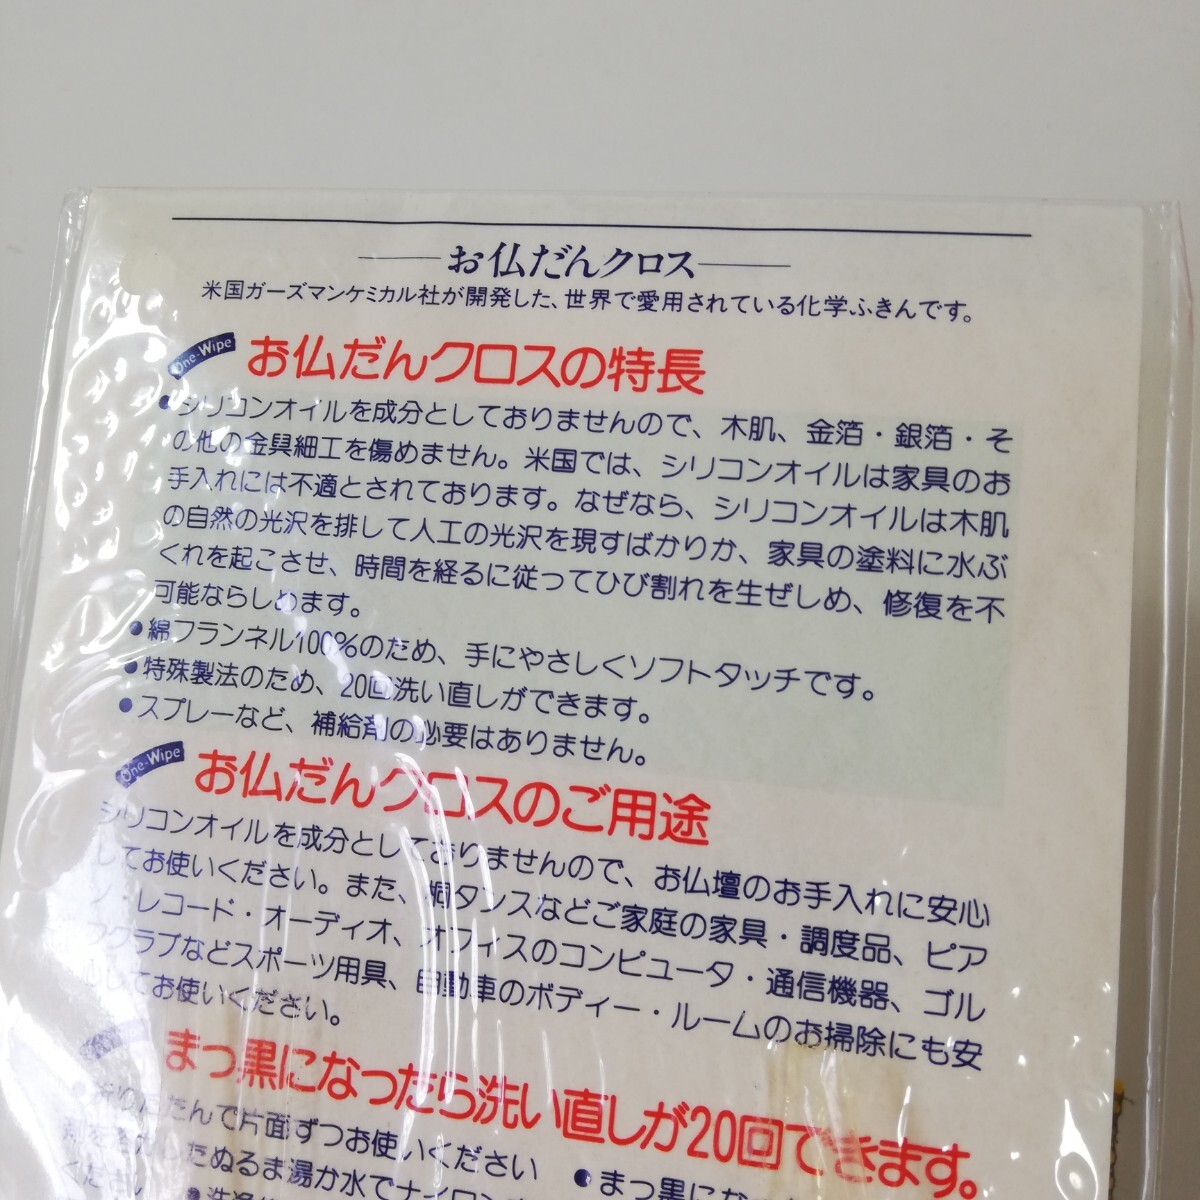 お仏だんクロス
米国ガーズマンケミカル社が開発した、世界で愛用されている化学ふきんです。
One-Wipe
お仏だんクロスの特長
●シリコンオイルを成分としておりませんので、木肌、金箔・銀箔・そ
の他の金具細工を傷めません。米国では、シリコンオイルは家具のお
手入れには不適とされております。なぜなら、シリコンオイルは木肌
の自然の光沢を排して人工の光沢を現すばかりか、家具の塗料に水ぶ
くれを起こさせ、時間を経るに従ってひび割れを生ぜしめ、修復を不
可能ならしめます。
●綿フランネル100%のため、手にやさしくソフトタッチです。
●特殊製法のため、20回洗い直しができます。
●スプレーなど、補給剤の必要はありません。
One-Wipe
お仏だんクロスのご用途
シリコンオイルを成分としておりませんので、お仏壇のお手入れに安心
してお使いください。また、桐タンスなどご家庭の家具・調度品、ピア
ノ・レコード・オーディオ、オフィスのコンピュータ・通信機器、ゴル
フクラブなどスポーツ用具、自動車のボディー・ルームのお掃除にも安
心してお使いください。
まっ黒になったら洗い直しが20回できます。
たたんで片面ずつお使いください
したぬるま湯か水でナイロン
ください
●まっ黒になっ